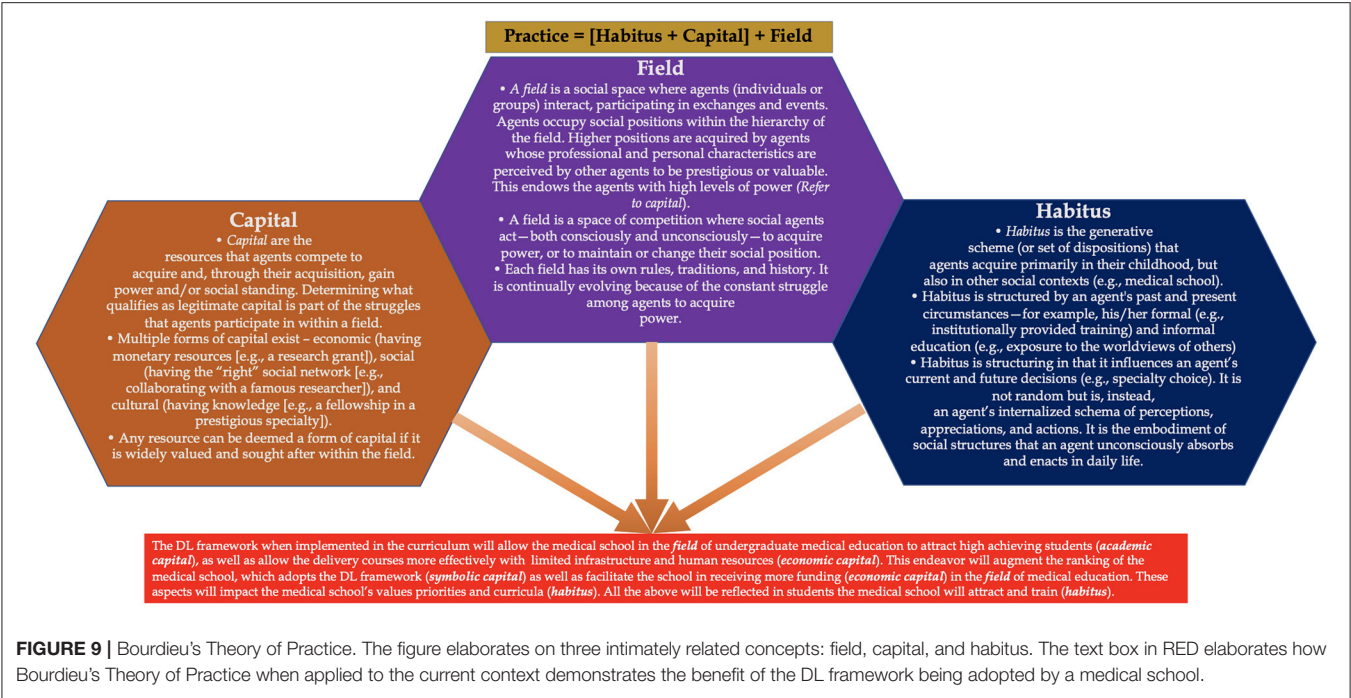 Practice = [Habitus + Capital] + Field
Field
• A field is a social space where agents (individuals or
groups) interact, participating in exchanges and events.
Agents occupy social positions within the hierarchy of
the field. Higher positions are acquired by agents
whose professional and personal characteristics are
perceived by other agents to be prestigious or valuable.
This endows the agents with high levels of power (Refer
to capital).
• A field is a space of competition where social agents
act—both consciously and unconsciously—to acquire
power, or to maintain or change their social position.
• Each field has its own rules, traditions, and history. It
is continually evolving because of the constant struggle
among agents to acquire
power.
Capital
• Capital are the
resources that agents compete to
acquire and, through their acquisition, gain
power and/or social standing. Determining what
qualifies as legitimate capital is part of the struggles
that agents participate in within a field.
• Multiple forms of capital exist – economic (having
monetary resources [e.g., a research grant]), social
(having the “right” social network [e.g.,
collaborating with a famous researcher]), and
cultural (having knowledge [e.g., a fellowship in a
prestigious specialty]).
• Any resource can be deemed a form of capital if it
is widely valued and sought after within the field.
Habitus
• Habitus is the generative
scheme (or set of dispositions) that
agents acquire primarily in their childhood, but
also in other social contexts (e.g., medical school).
• Habitus is structured by an agent's past and present
circumstances—for example, his/her formal (e.g.,
institutionally provided training) and informal
education (e.g., exposure to the worldviews of others)
• Habitus is structuring in that it influences an agent’s
current and future decisions (e.g., specialty choice). It is
not random but is, instead,
an agent’s internalized schema of perceptions,
appreciations, and actions. It is the embodiment of
social structures that an agent unconsciously absorbs
and enacts in daily life.
The DL framework when implemented in the curriculum will allow the medical school in the field of undergraduate medical education to attract high achieving students (academic
capital), as well as allow the delivery courses more effectively with limited infrastructure and human resources (economic capital). This endeavor will augment the ranking of the
medical school, which adopts the DL framework (symbolic capital) as well as facilitate the school in receiving more funding (economic capital) in the field of medical education. These
aspects will impact the medical school’s values priorities and curricula (habitus). All the above will be reflected in students the medical school will attract and train (habitus).
FIGURE 9 | Bourdieu’s Theory of Practice. The figure elaborates on three intimately related concepts: field, capital, and habitus. The text box in RED elaborates how
Bourdieu’s Theory of Practice when applied to the current context demonstrates the benefit of the DL framework being adopted by a medical school.